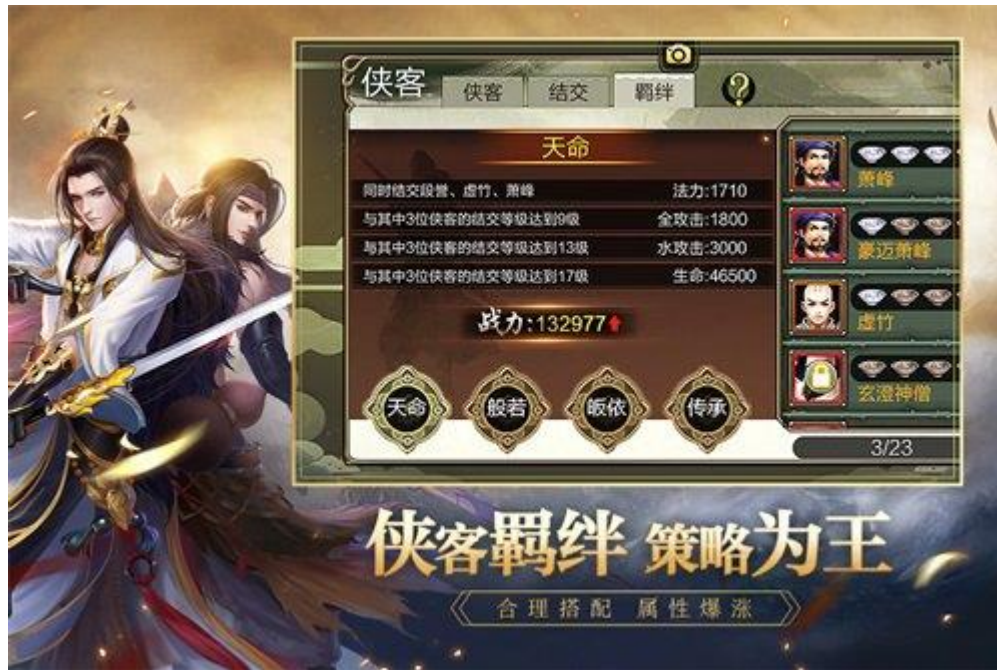 侠客
侠客 结交 羁绊 ?
天命
同时结交段誉、虚竹、萧峰 法力:1710
与其中3位侠客的结交等级达到9级 全攻击:1800
与其中3位侠客的结交等级达到13级 水攻击:3000
与其中3位侠客的结交等级达到17级 生命:46500
战力:132977
天命 般若 皈依 传承
萧峰
豪迈萧峰
虚竹
玄澄神僧
3/23
侠客羁绊 策略为王
合理搭配 属性爆涨